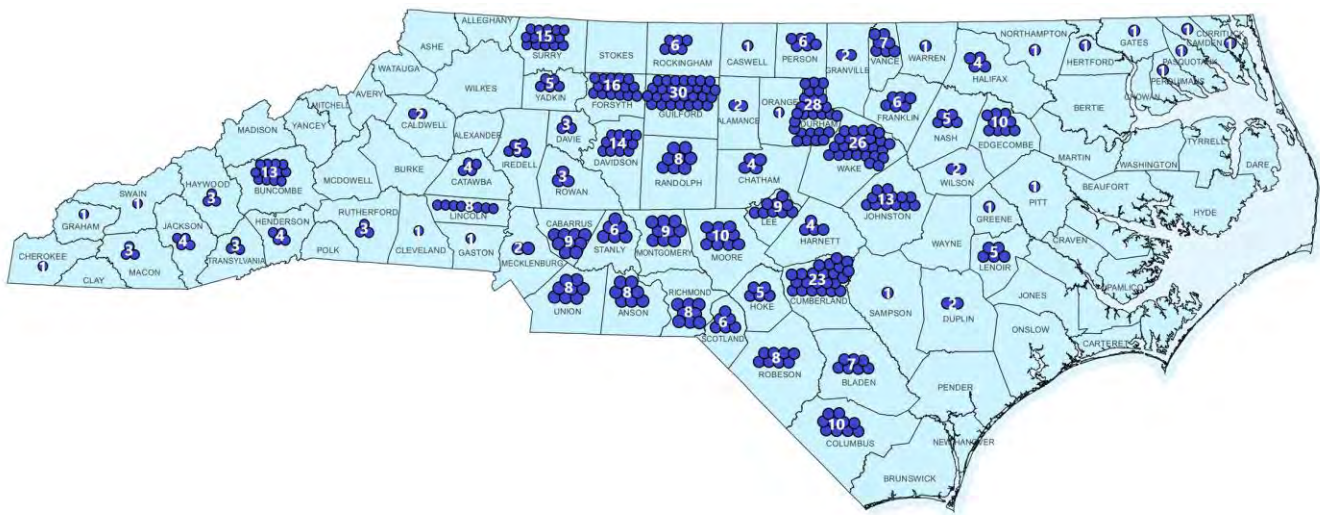 ALLEGHANY
ASHE
15
SURRY
STOKES
6
ROCKINGHAM
1
CASWELL
6
PERSON
2
GRANVILLE
7
VANCE
1
WARREN
NORTHAMPTON
1
1
HERTFORD
1
GATES
1
CURRITUCK
1
CAMDEN
1
PASQUOTANK
1
PERQUIMANS
CHOWAN
4
HALIFAX
BERTIE
WATAUGA
WILKES
5
YADKIN
16
FORSYTH
30
GUILFORD
2
ALAMANCE
ORANGE
1
28
DURHAM
6
FRANKLIN
5
NASH
10
EDGECOMBE
MARTIN
WASHINGTON
TYRRELL
DARE
MITCHELL
AVERY
2
CALDWELL
ALEXANDER
3
DAVIE
5
IREDELL
14
DAVIDSON
8
RANDOLPH
4
CHATHAM
26
WAKE
2
WILSON
1
PITT
BEAUFORT
HYDE
MADISON
YANCEY
13
BUNCOMBE
MCDOWELL
BURKE
4
CATAWBA
3
ROWAN
9
LEE
13
JOHNSTON
1
GREENE
HAYWOOD
3
SWAIN
1
1
GRAHAM
JACKSON
4
HENDERSON
4
RUTHERFORD
3
8
LINCOLN
CABARRUS
9
6
STANLY
9
MONTGOMERY
10
MOORE
4
HARNETT
WAYNE
5
LENOIR
CRAVEN
PAMLICO
CHEROKEE
1
CLAY
3
MACON
3
TRANSYLVANIA
POLK
1
CLEVELAND
1
GASTON
2
MECKLENBURG
8
UNION
8
ANSON
RICHMOND
8
6
SCOTLAND
5
HOKE
23
CUMBERLAND
1
SAMPSON
2
DUPLIN
JONES
ONSLOW
CARTERET
8
ROBESON
7
BLADEN
PENDER
10
COLUMBUS
NEW HANOVER
BRUNSWICK